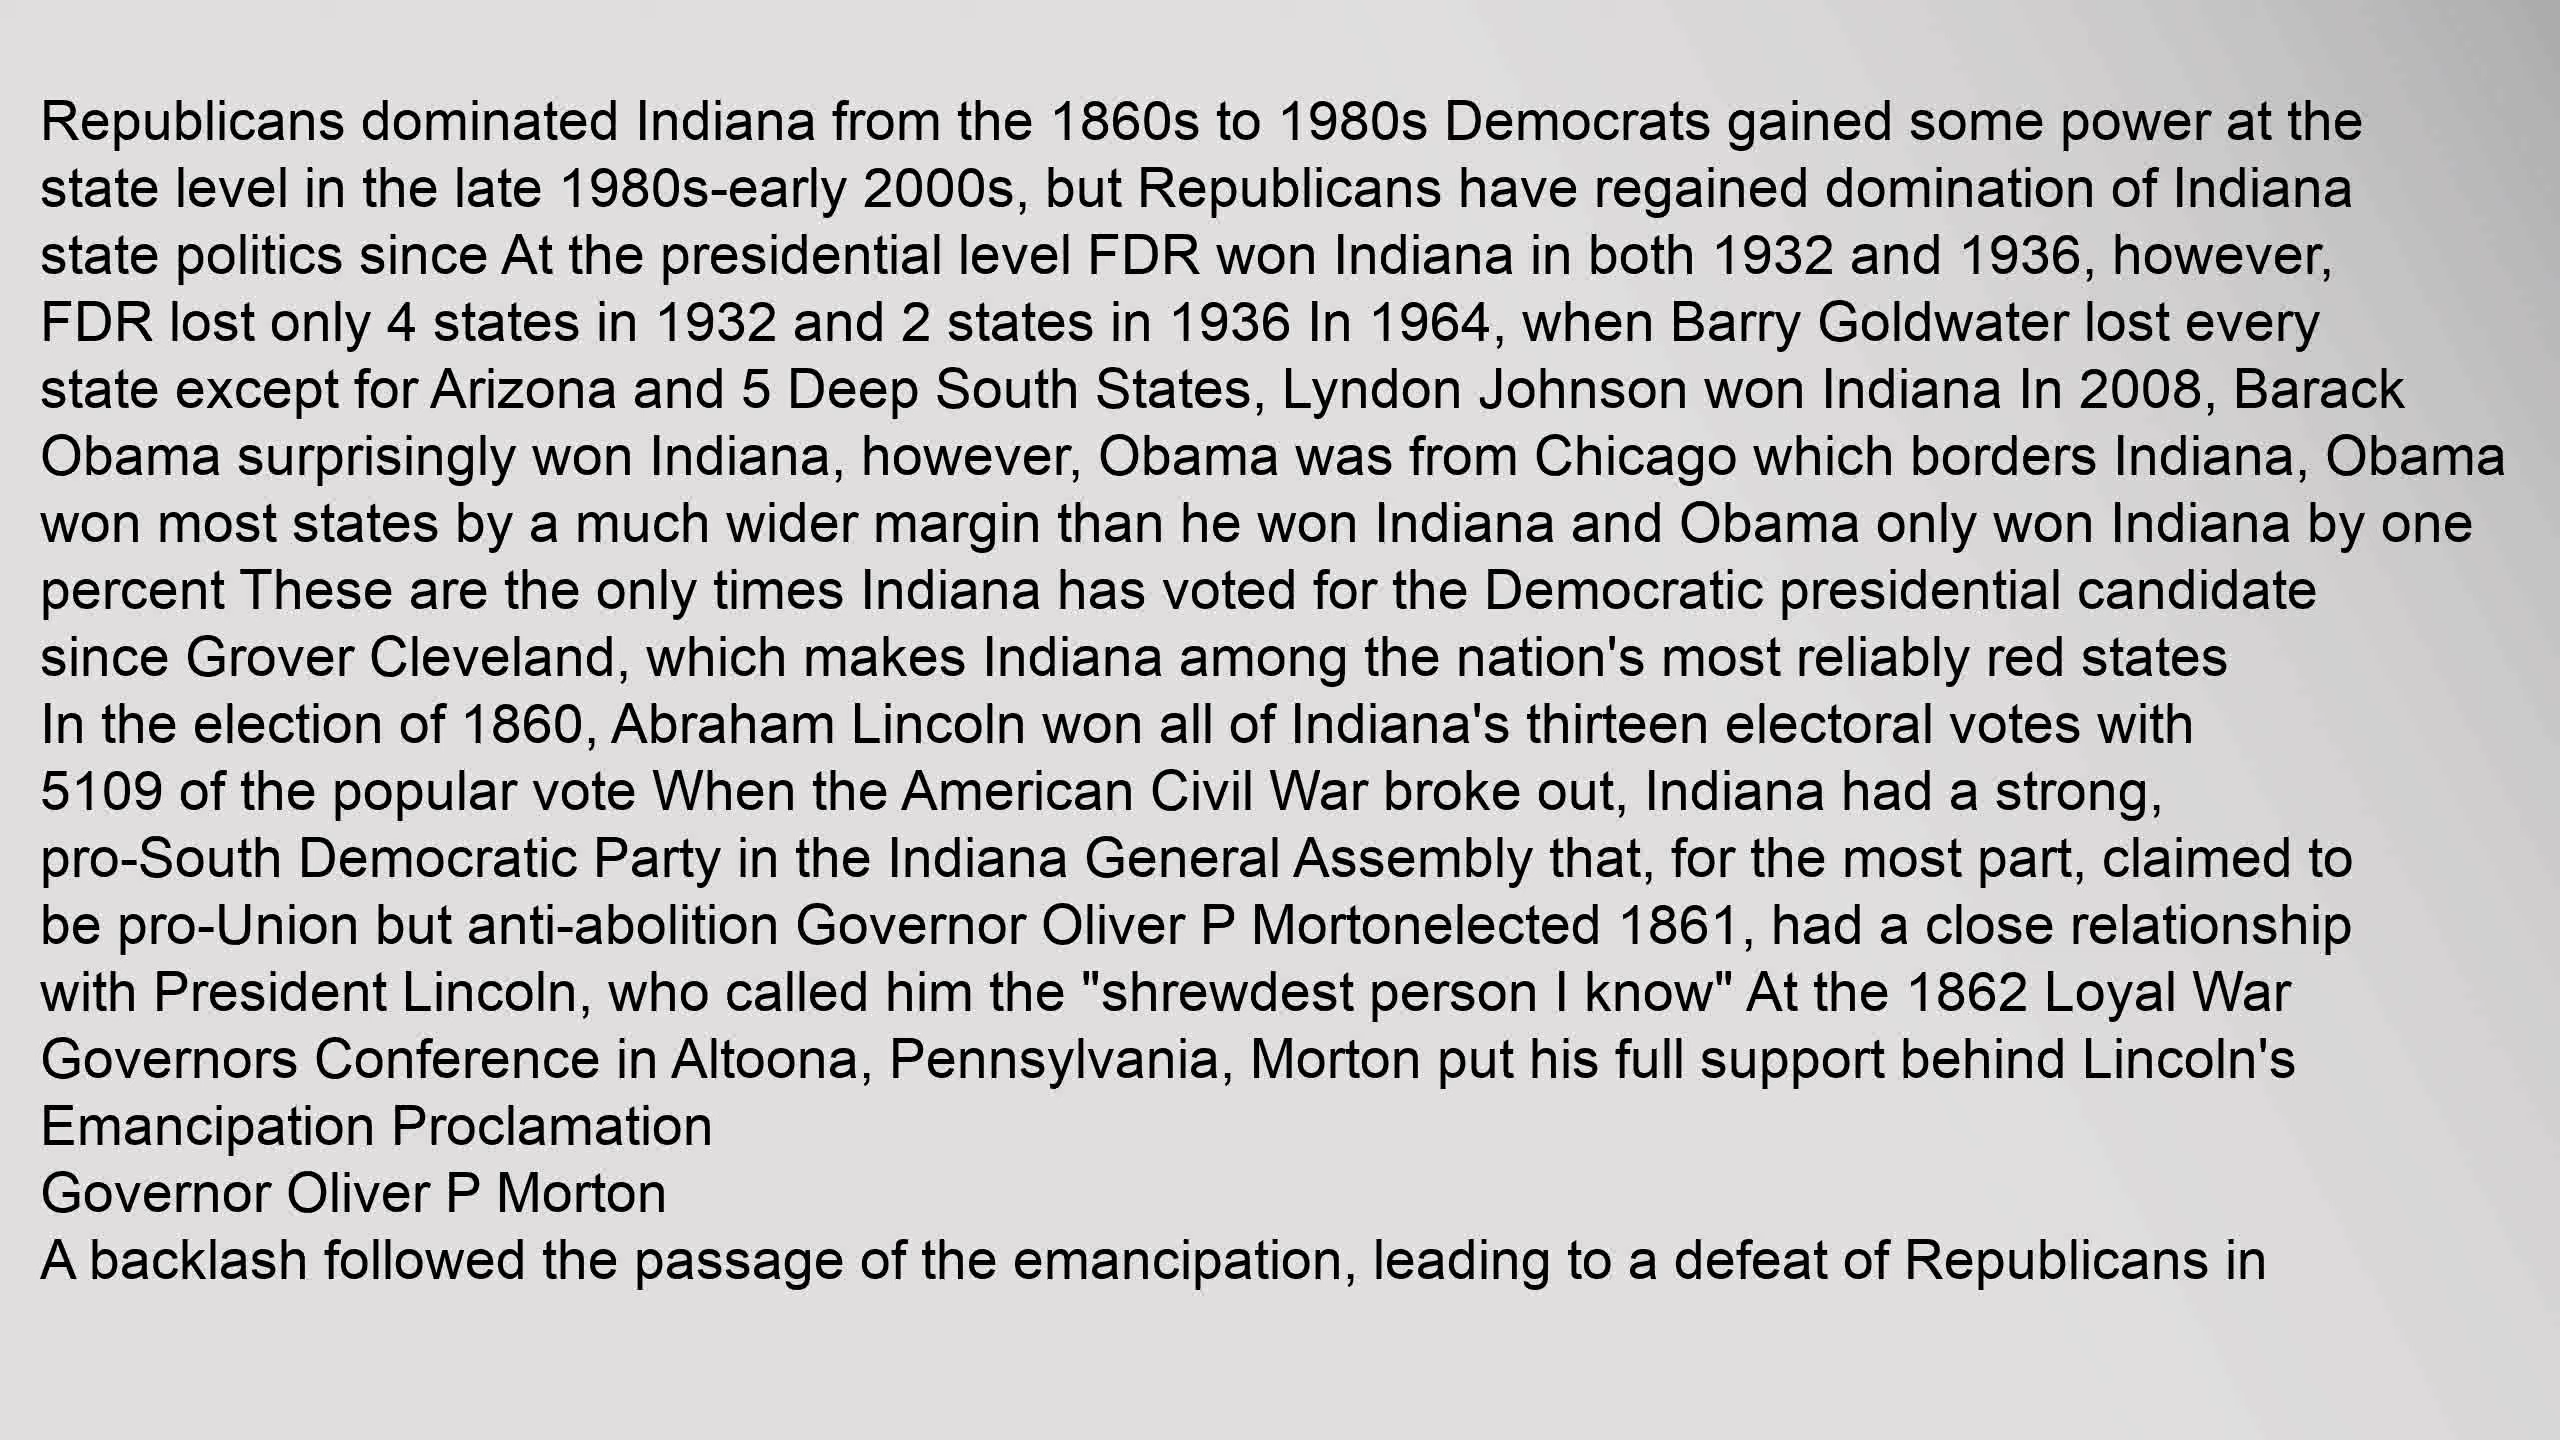 Republicans dominated Indiana from the 1860s to 1980s Democrats gained some power at the
state level in the late 1980s-early 2000s, but Republicans have regained domination of Indiana
state politics since At the presidential level FDR won Indiana in both 1932 and 1936, however,
FDR lost only 4 states in 1932 and 2 states in 1936 In 1964, when Barry Goldwater lost every
state except for Arizona and 5 Deep South States, Lyndon Johnson won Indiana In 2008, Barack
Obama surprisingly won Indiana, however, Obama was from Chicago which borders Indiana, Obama
won most states by a much wider margin than he won Indiana and Obama only won Indiana by one
percent These are the only times Indiana has voted for the Democratic presidential candidate
since Grover Cleveland, which makes Indiana among the nation's most reliably red states
In the election of 1860, Abraham Lincoln won all of Indiana's thirteen electoral votes with
5109 of the popular vote When the American Civil War broke out, Indiana had a strong,
pro-South Democratic Party in the Indiana General Assembly that, for the most part, claimed to
be pro-Union but anti-abolition Governor Oliver P Mortonelected 1861, had a close relationship
with President Lincoln, who called him the "shrewdest person I know" At the 1862 Loyal War
Governors Conference in Altoona, Pennsylvania, Morton put his full support behind Lincoln's
Emancipation Proclamation
Governor Oliver P Morton
A backlash followed the passage of the emancipation, leading to a defeat of Republicans in